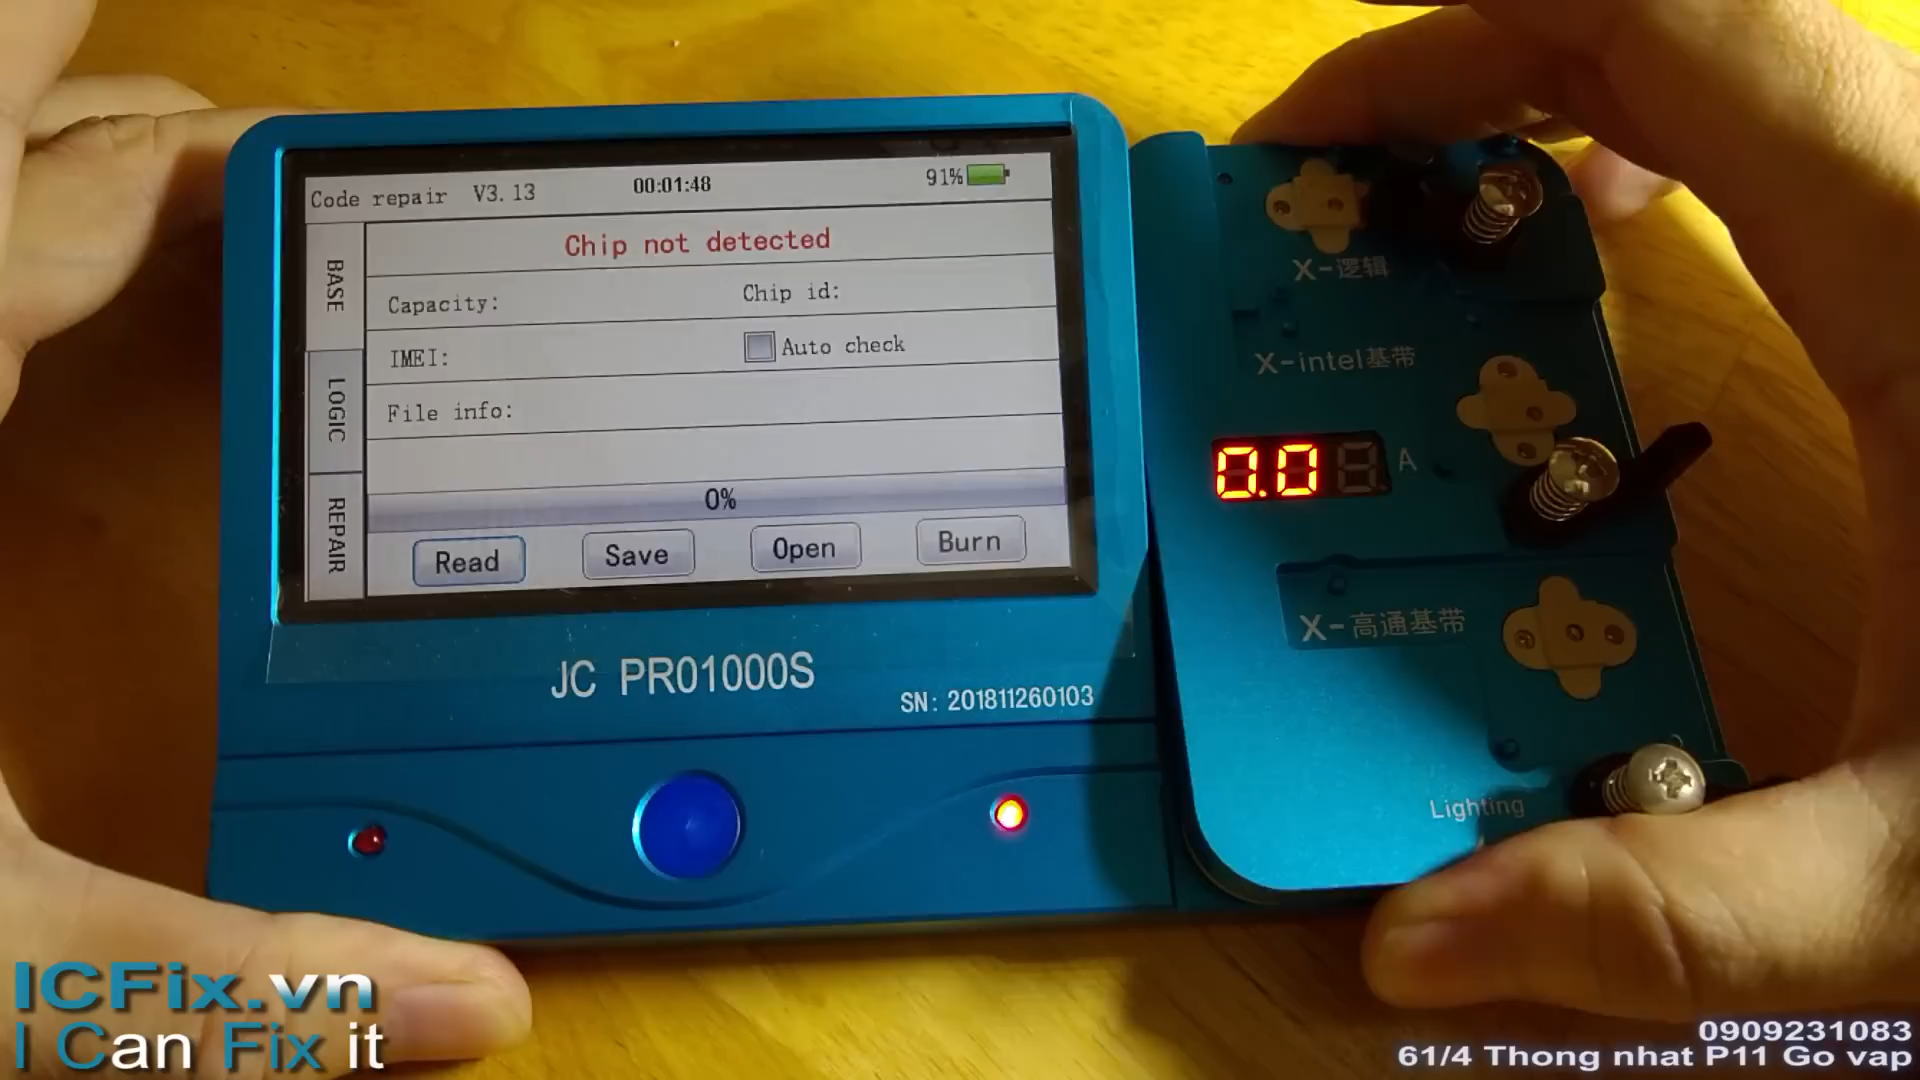 Code repair V3.13 00:01:48 91%
Chip not detected
Capacity: Chip id:
IMEI: Auto check
File info:
0%
Read Save Open Burn
BASE
LOGIC
REPAIR
JC PRO1000S
SN: 201811260103
X-逻辑
X-intel基带
0.0 A
X-高通基带
Lighting
ICFix.vn
I Can Fix it
0909231083
61/4 Thong nhat P11 Go vap